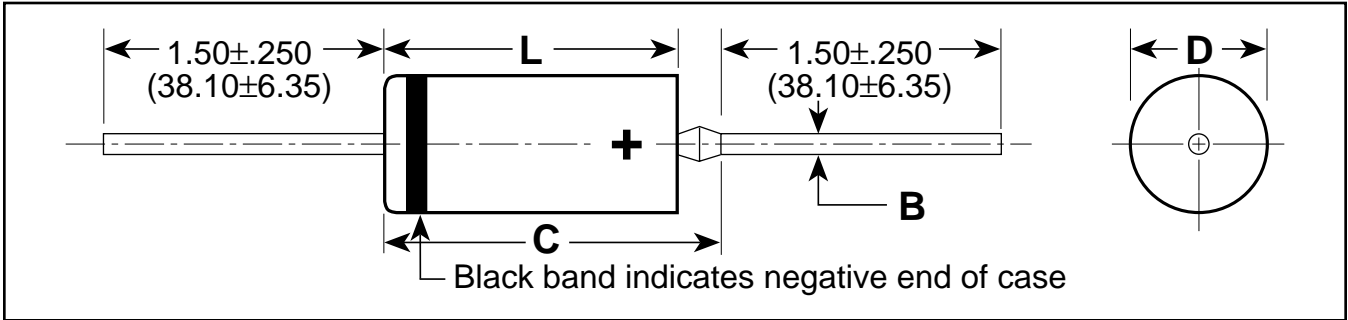 1.50±.250
(38.10±6.35)
L
1.50±.250
(38.10±6.35)
D
+
B
C
Black band indicates negative end of case